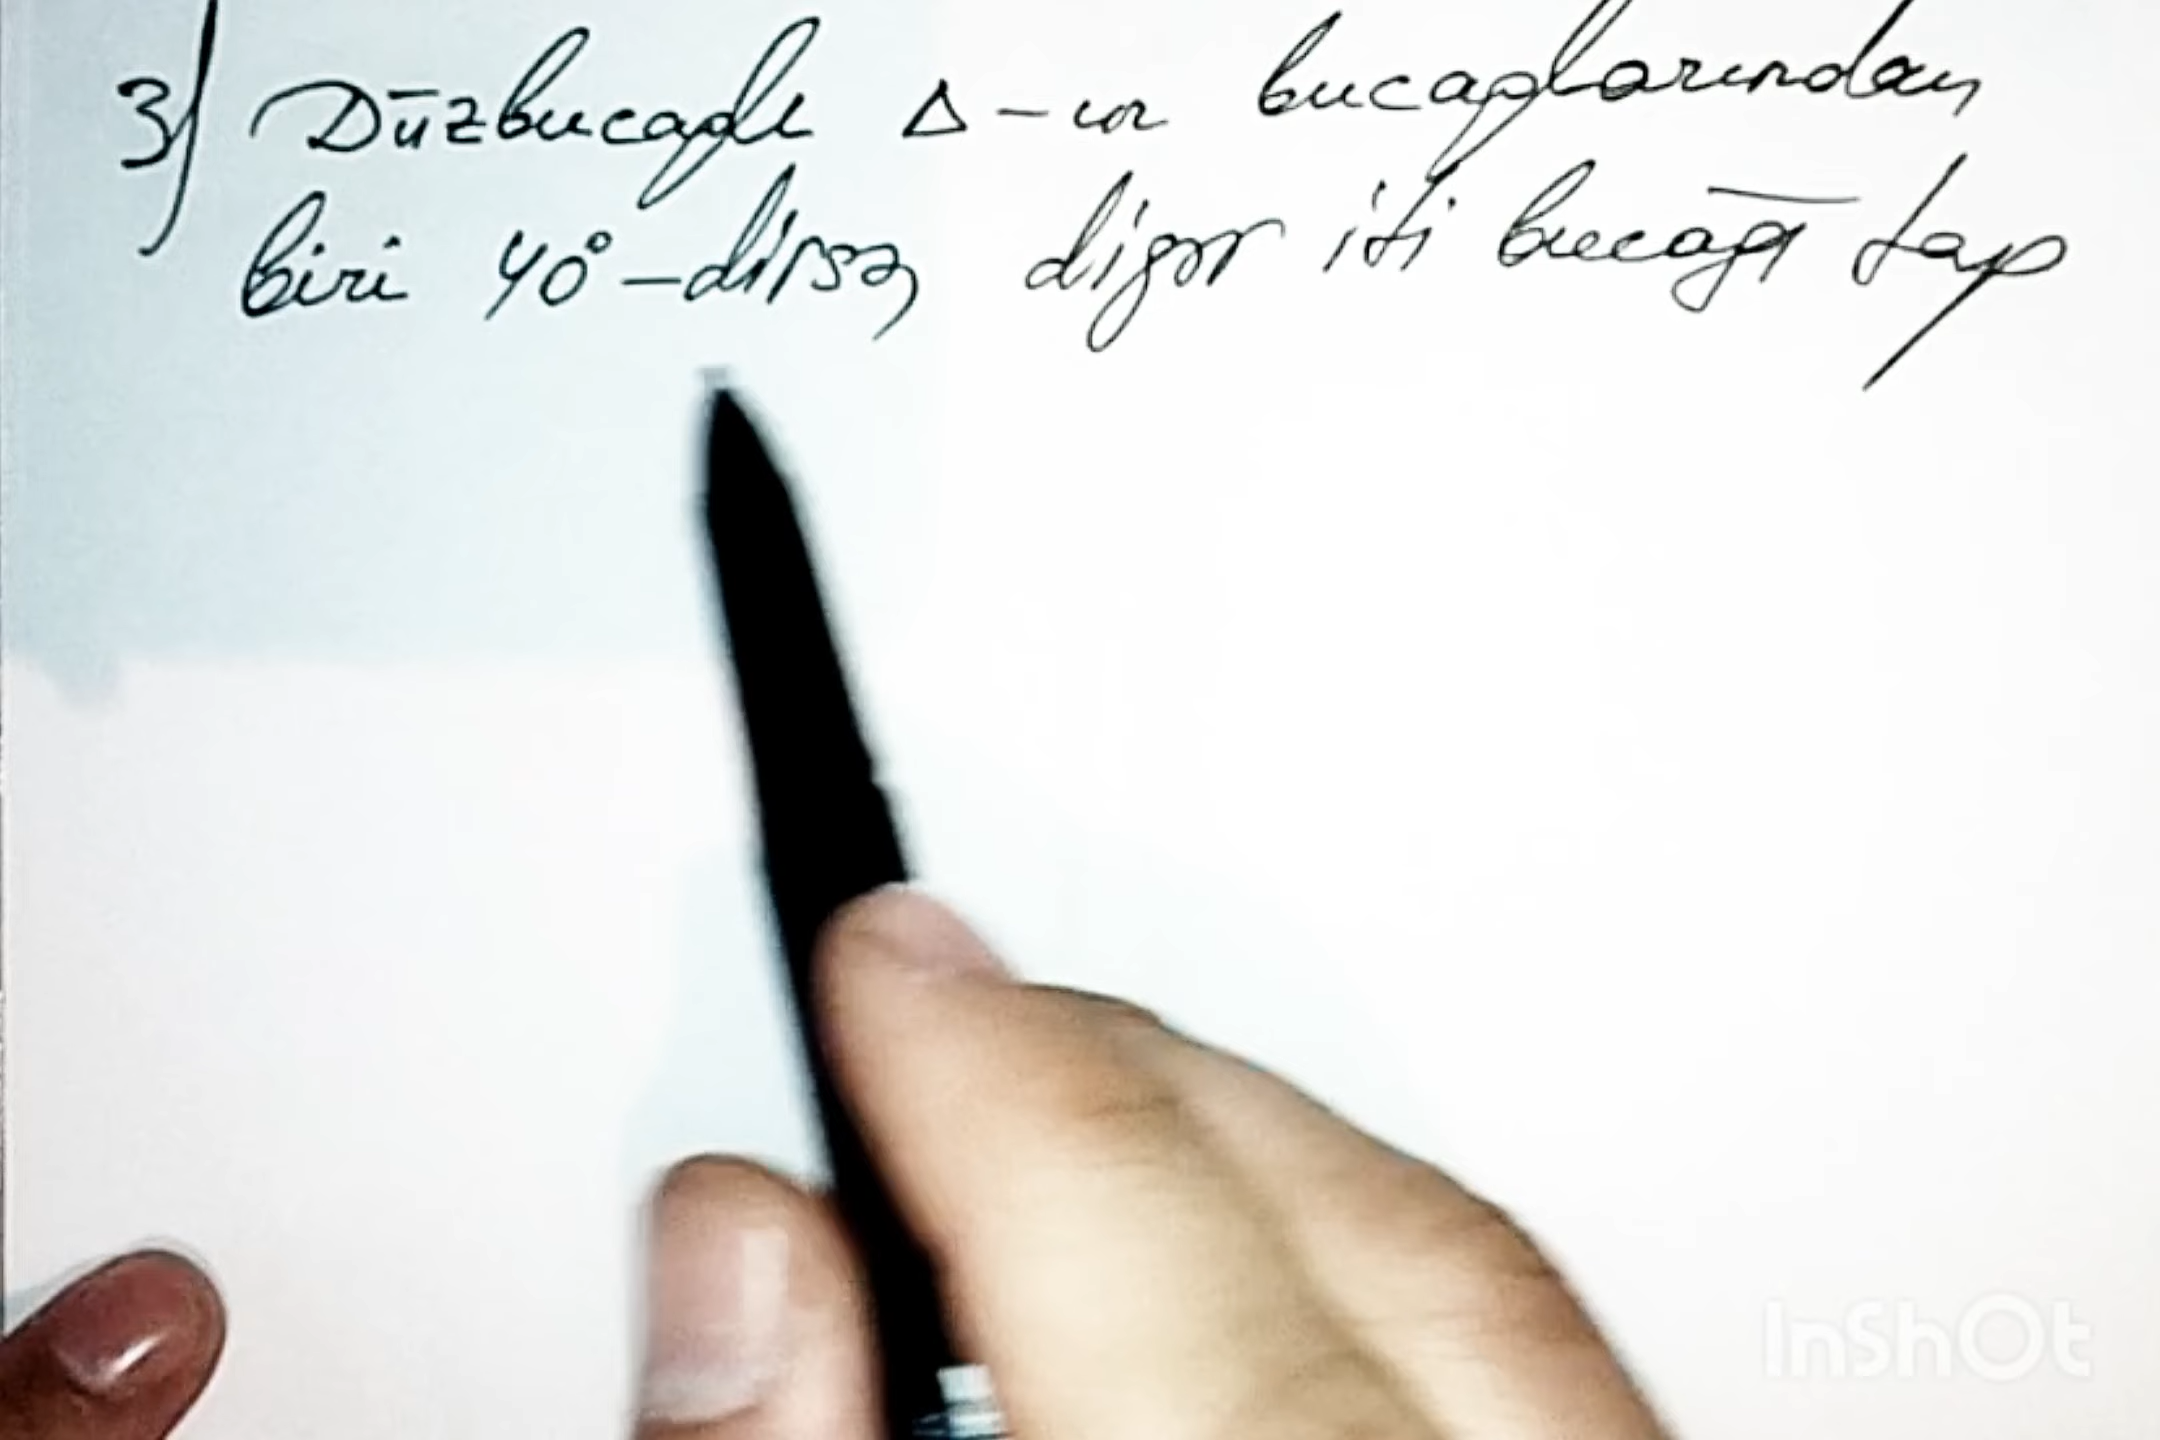 3) Düzbucaqlı Δ-ın bucaqlarından
biri 40°-dirsə, digər iti bucağı tap
InShOt